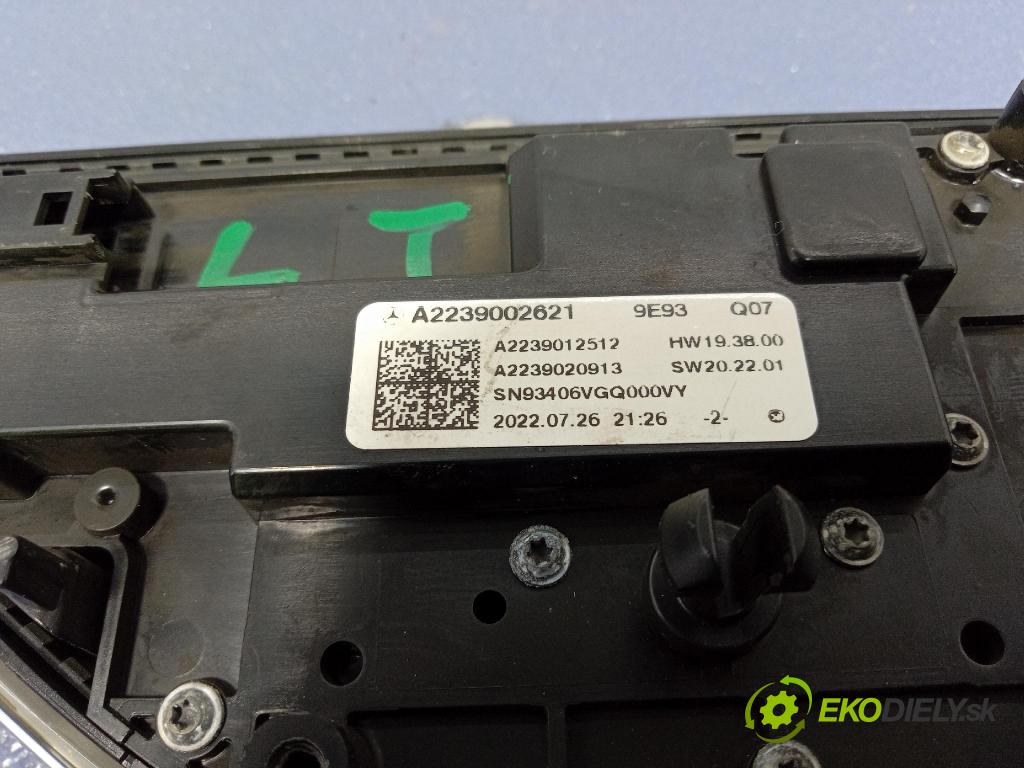 LT
A2239002621 9E93 Q07
A2239012512 HW19.38.00
A2239020913 SW20.22.01
SN93406VGQ000VY
2022.07.26 21:26 -2-
EKODIELY.sk